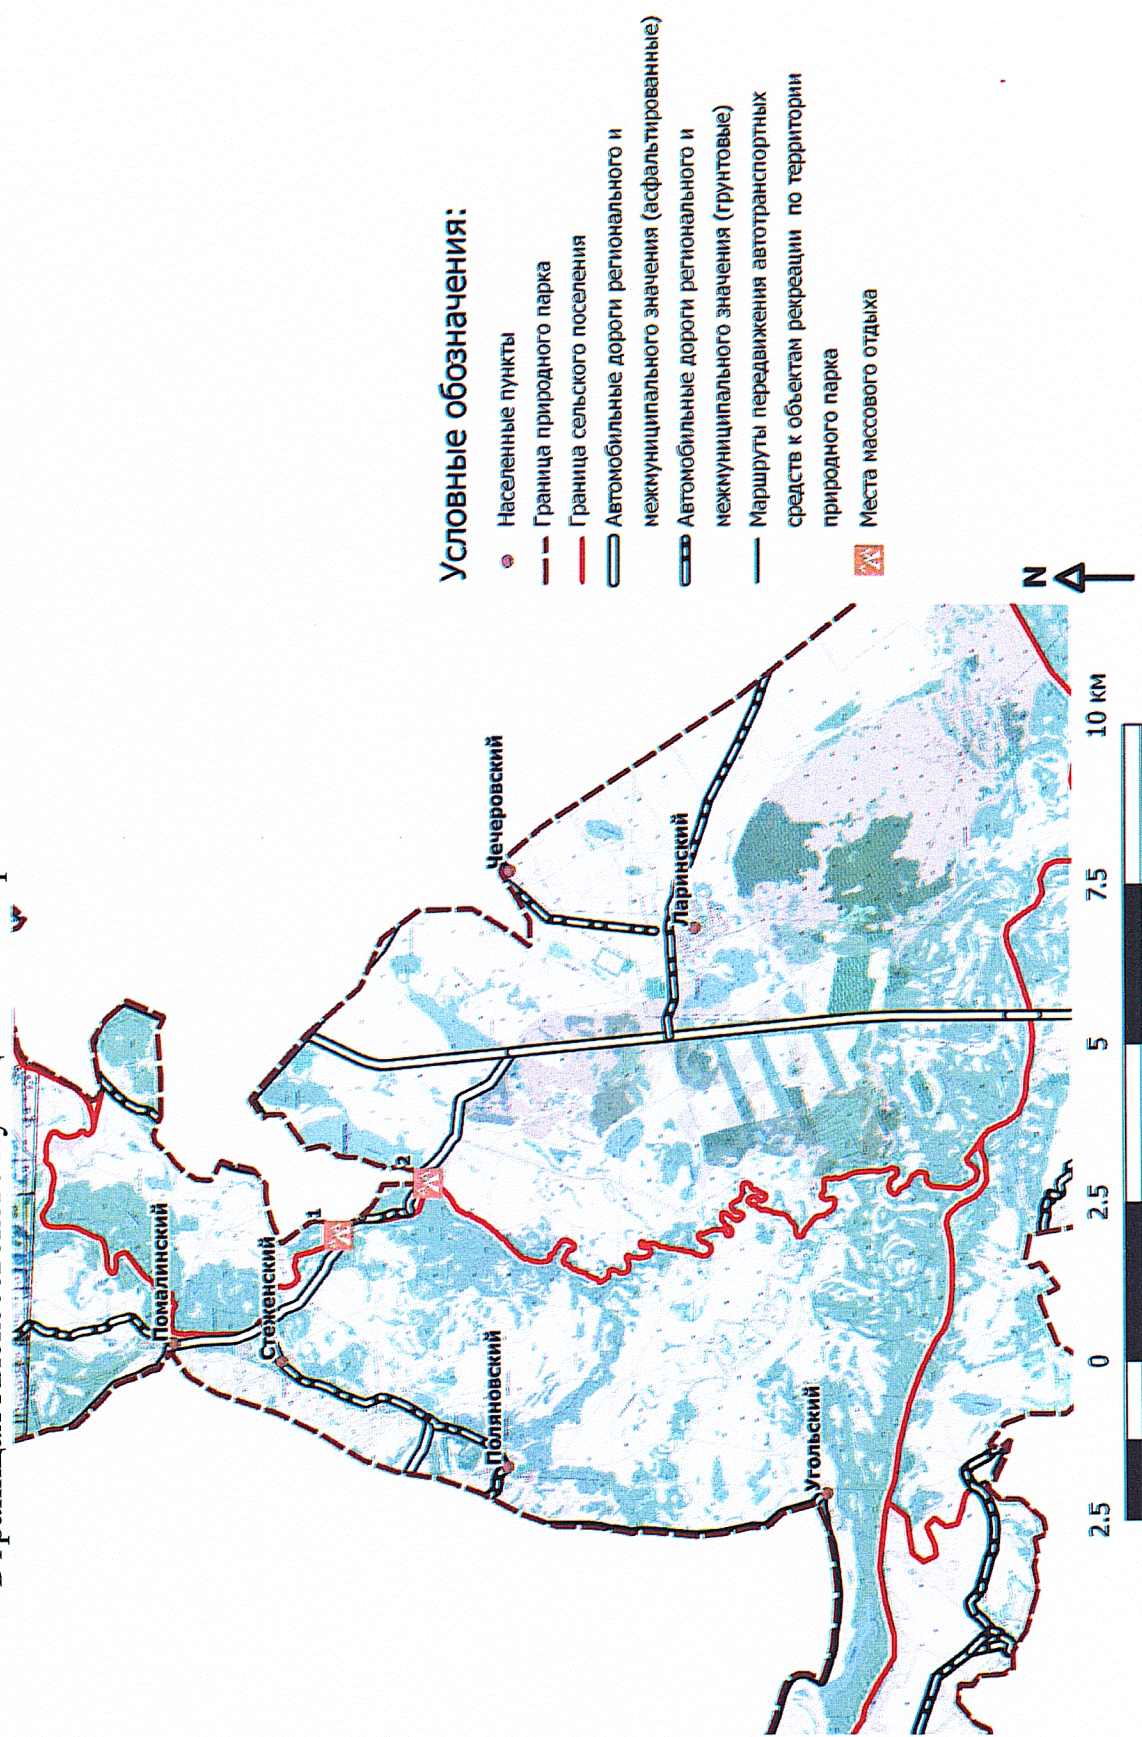 Помалинский
Стеженский
1
2
Поляновский
Чечеровский
Ларинский
Угольский
Условные обозначения:
Населенные пункты
Граница природного парка
Граница сельского поселения
Автомобильные дороги регионального и
межмуниципального значения (асфальтированные)
Автомобильные дороги регионального и
межмуниципального значения (грунтовые)
Маршруты передвижения автотранспортных
средств к объектам рекреации по территории
природного парка
Места массового отдыха
N
2.5 0 2.5 5 7.5 10 км